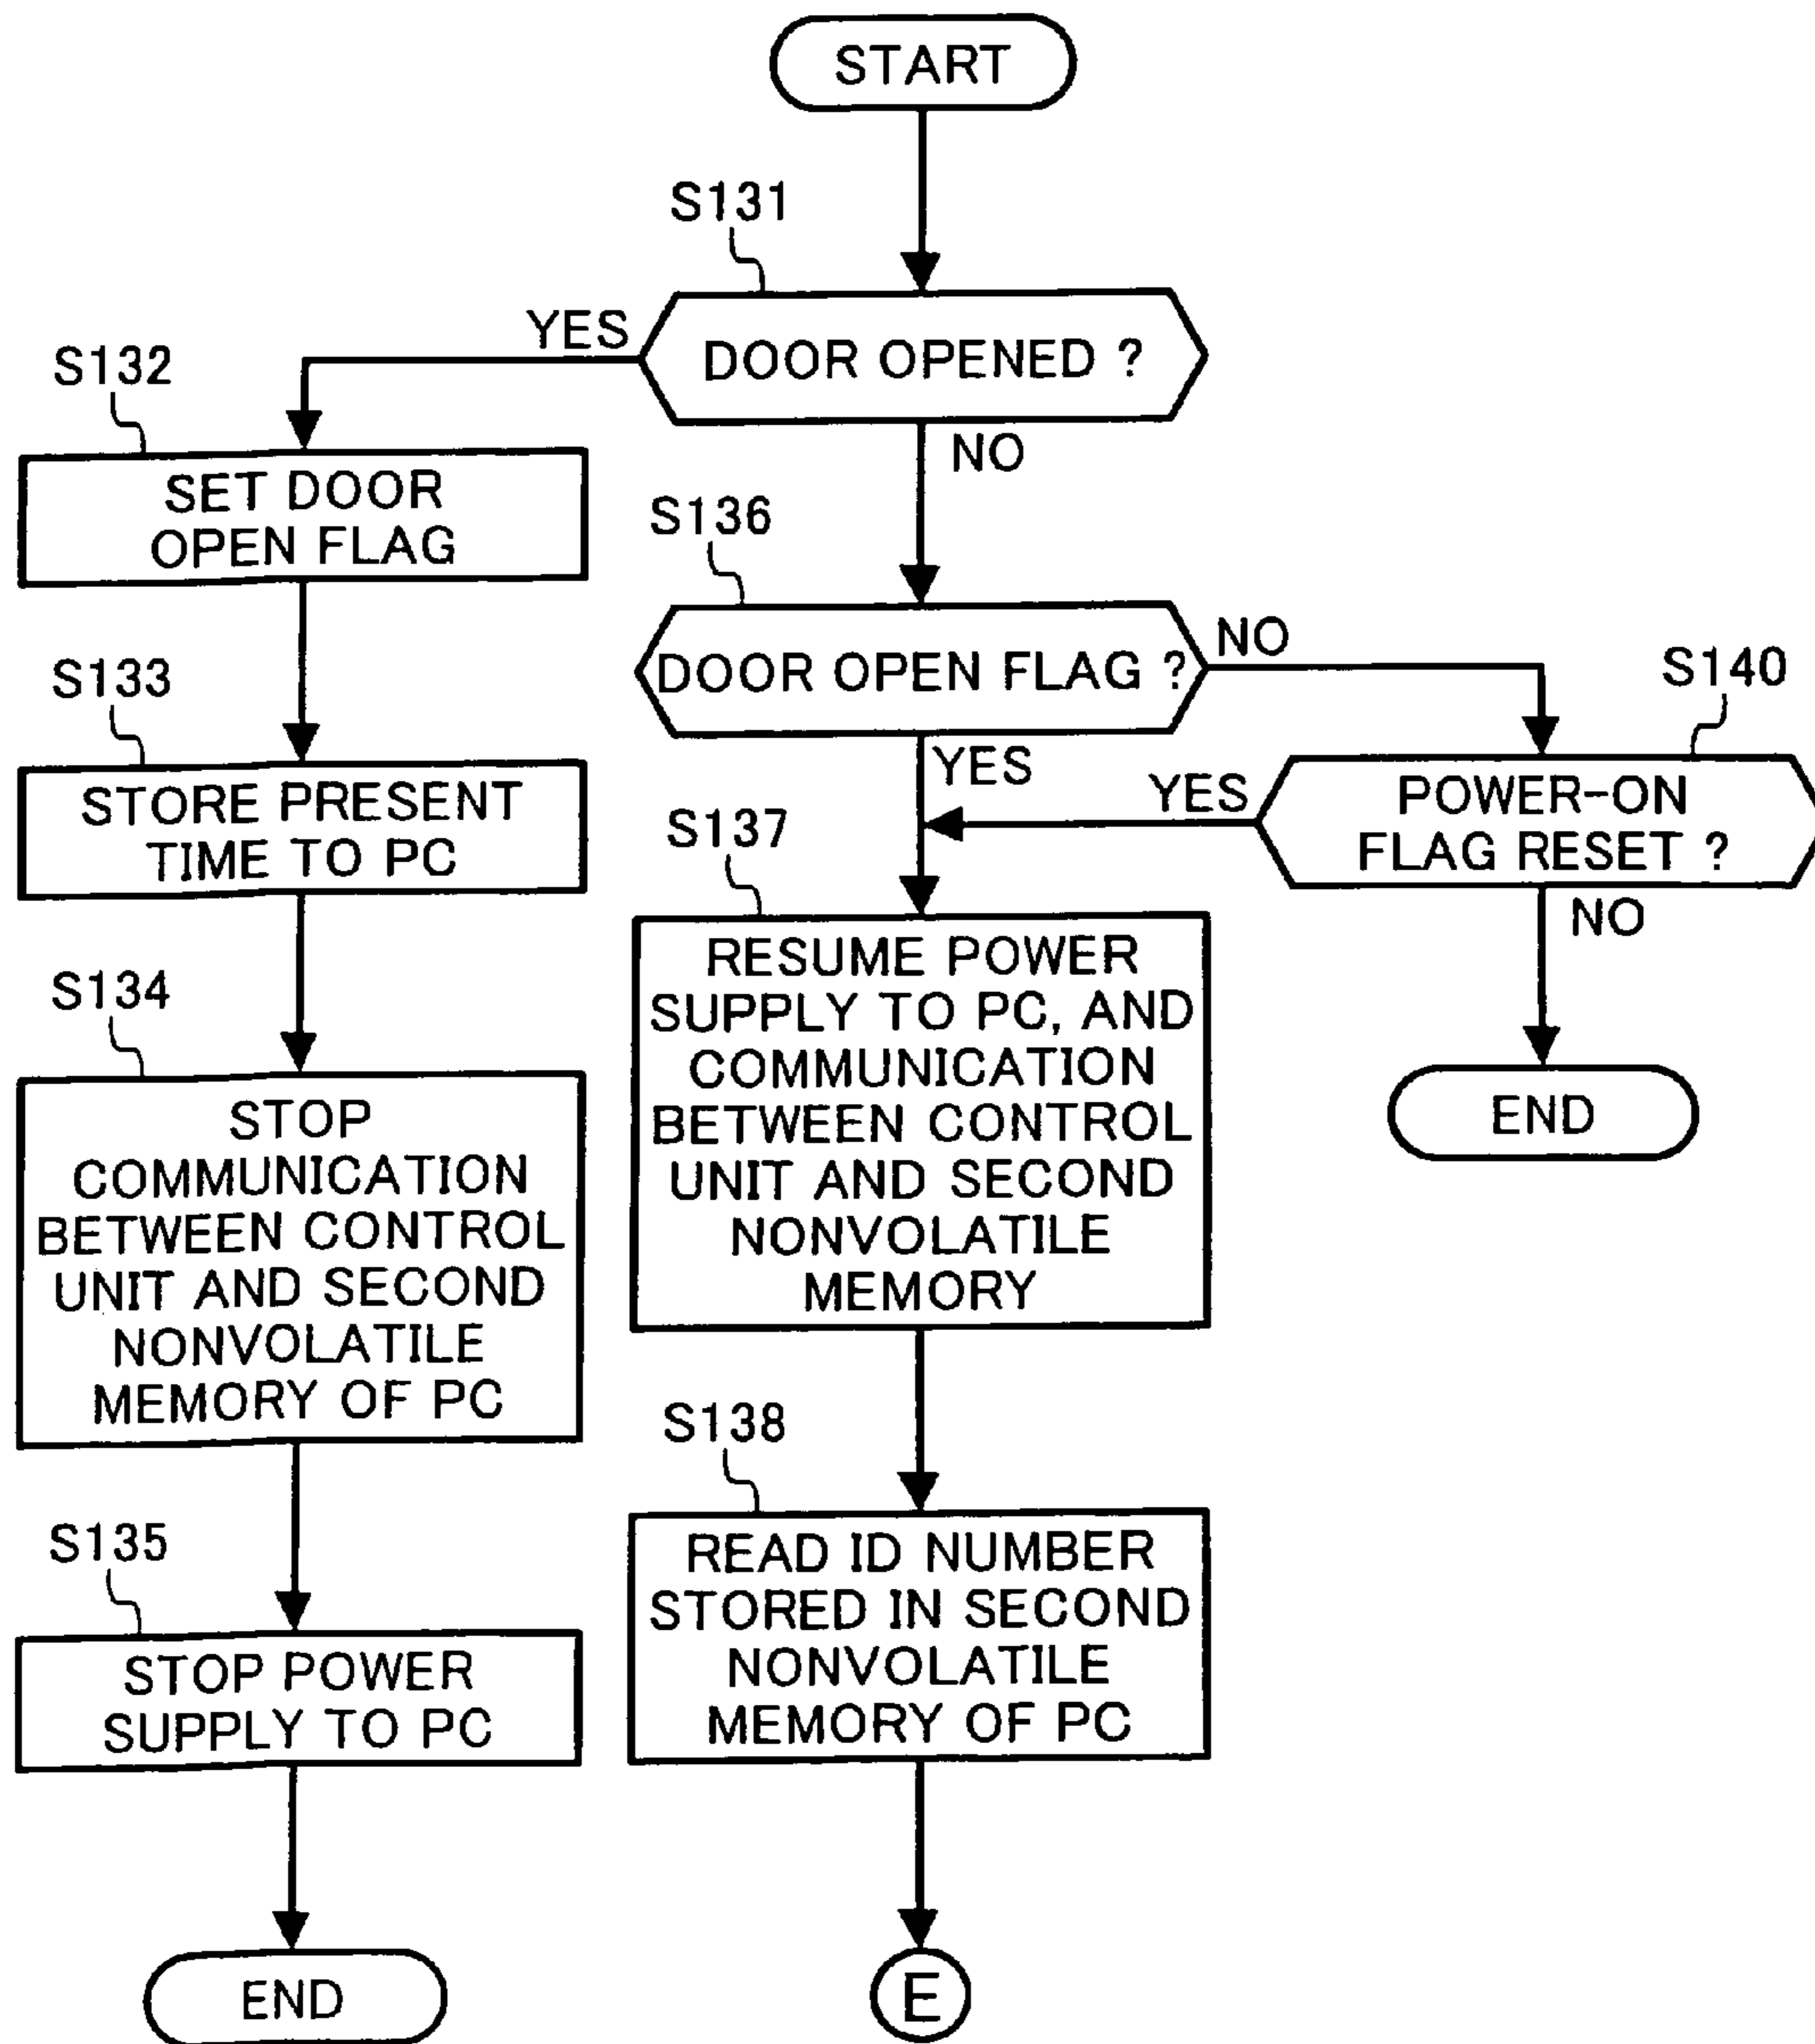 START
S131
DOOR OPENED ?
YES
NO
S132
SET DOOR
OPEN FLAG
S133
STORE PRESENT
TIME TO PC
S134
STOP
COMMUNICATION
BETWEEN CONTROL
UNIT AND SECOND
NONVOLATILE
MEMORY OF PC
S135
STOP POWER
SUPPLY TO PC
END
S136
DOOR OPEN FLAG ?
NO
YES
S140
POWER-ON
FLAG RESET ?
YES
NO
END
S137
RESUME POWER
SUPPLY TO PC, AND
COMMUNICATION
BETWEEN CONTROL
UNIT AND SECOND
NONVOLATILE
MEMORY
S138
READ ID NUMBER
STORED IN SECOND
NONVOLATILE
MEMORY OF PC
E